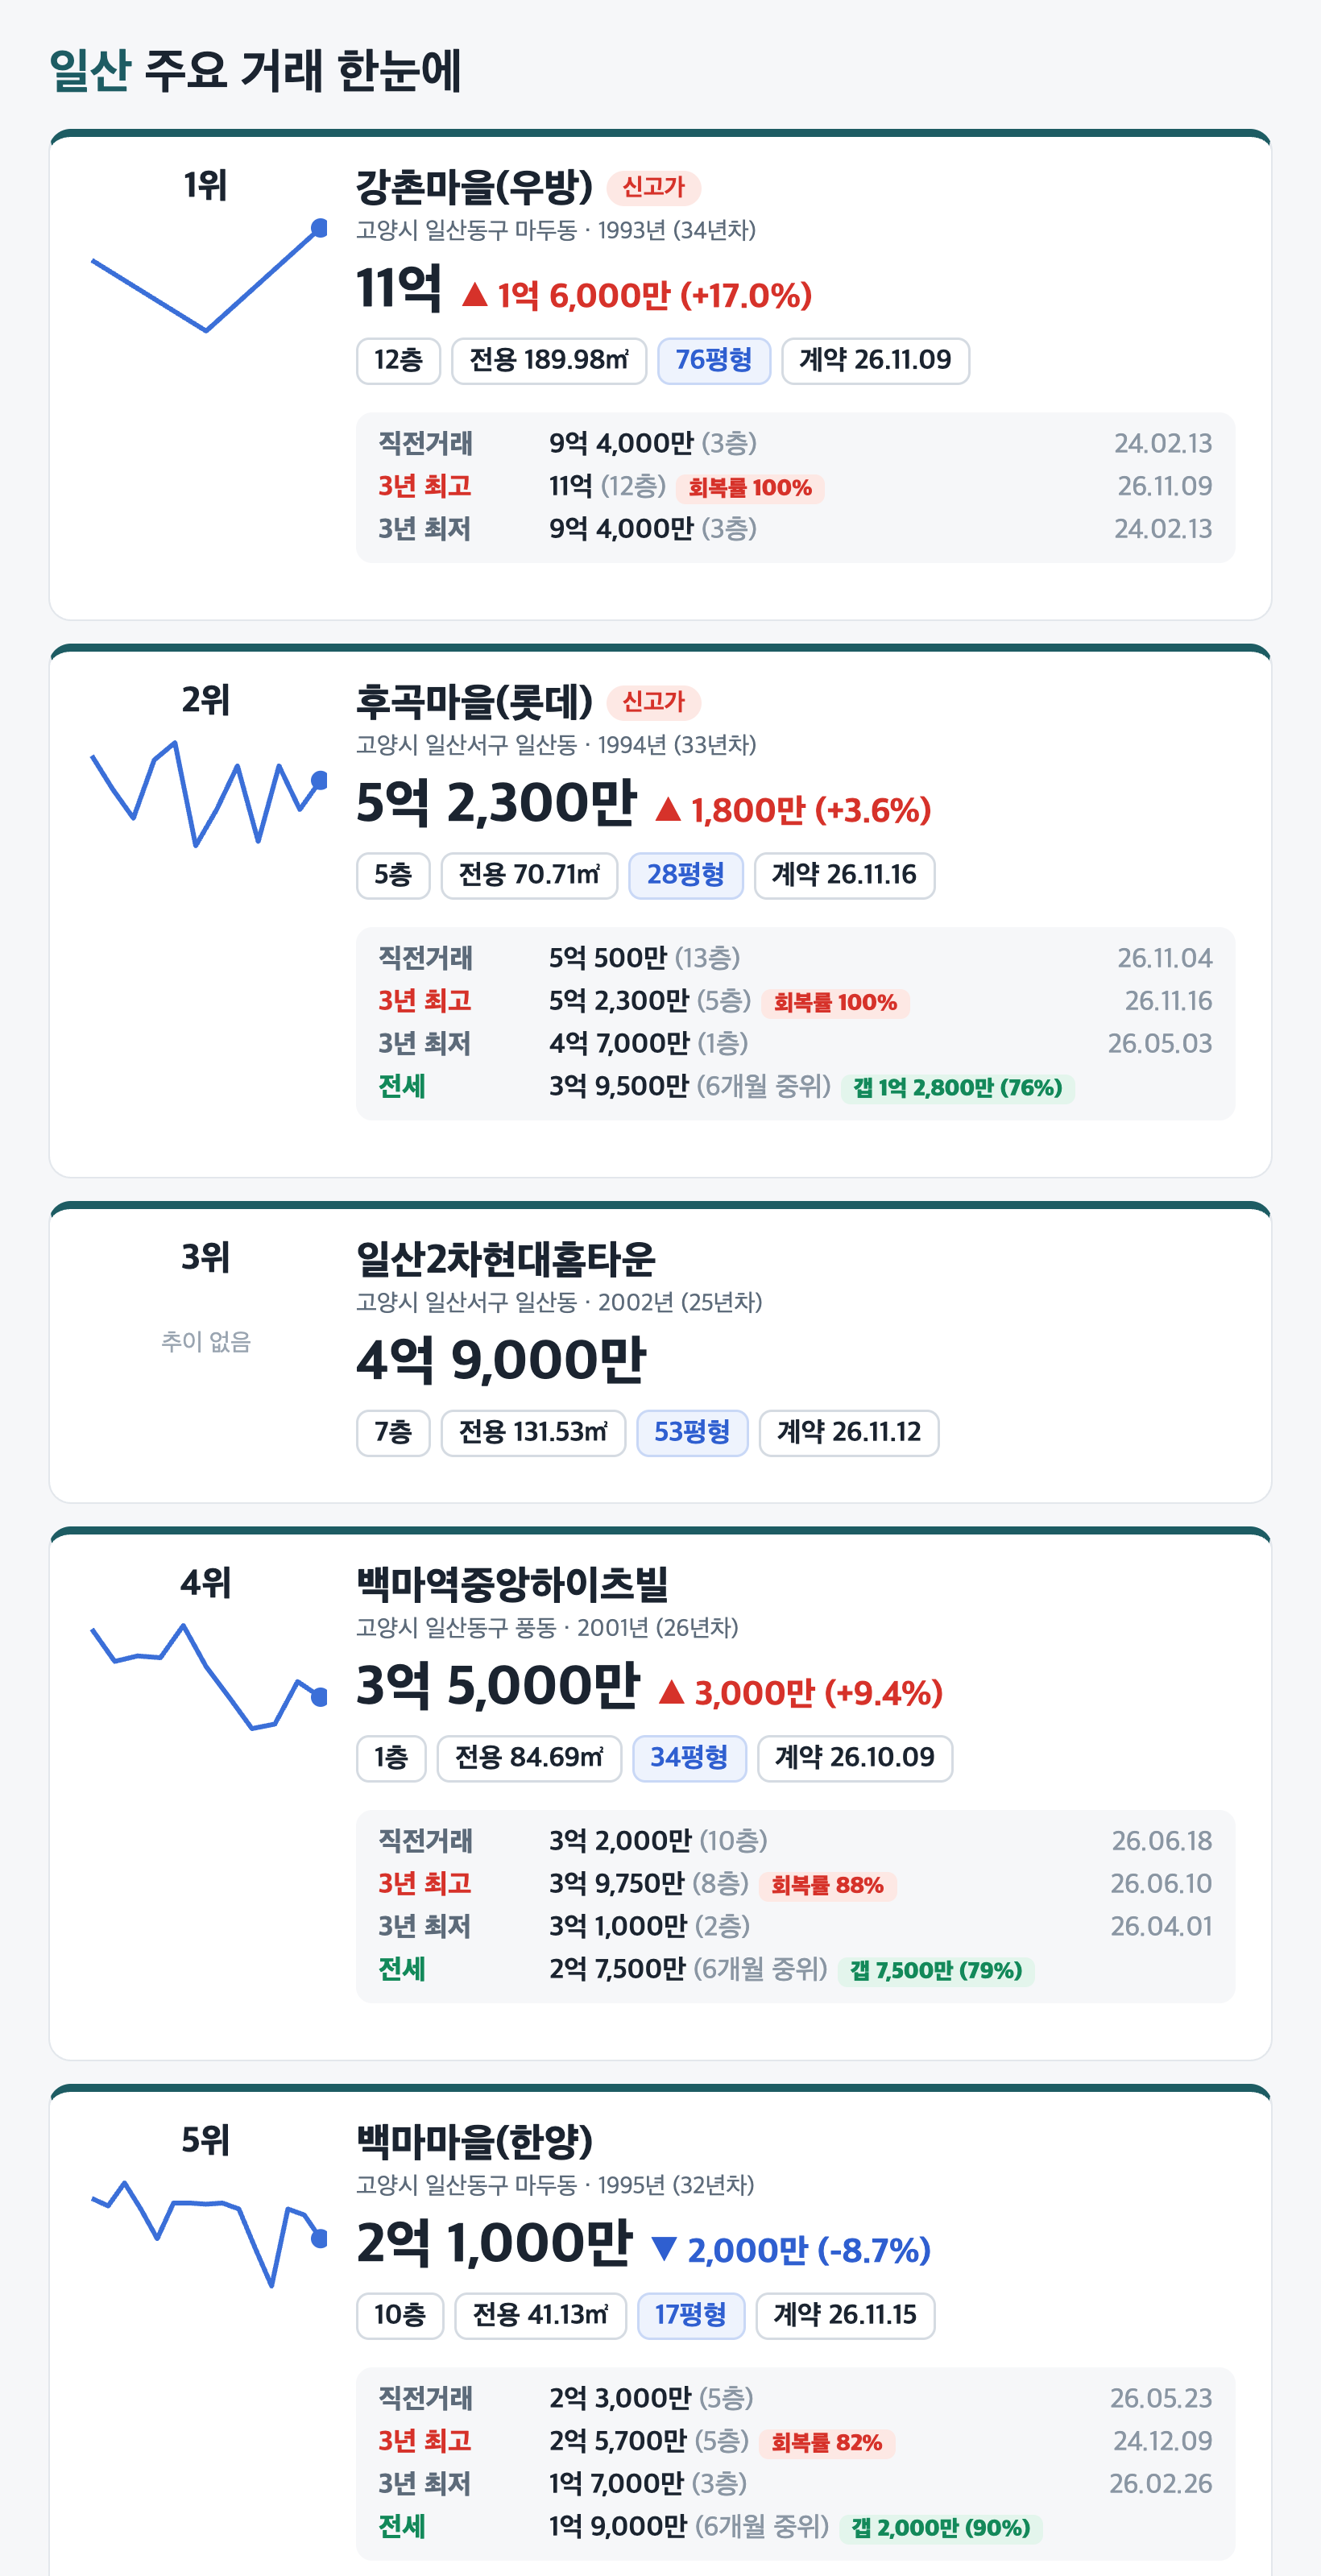 일산 주요 거래 한눈에
1위
강촌마을(우방) 신고가
고양시 일산동구 마두동 · 1993년 (34년차)
11억 ▲ 1억 6,000만 (+17.0%)
12층 전용 189.98㎡ 76평형 계약 26.11.09
직전거래 9억 4,000만 (3층) 24.02.13
3년 최고 11억 (12층) 회복률 100% 26.11.09
3년 최저 9억 4,000만 (3층) 24.02.13
2위
후곡마을(롯데) 신고가
고양시 일산서구 일산동 · 1994년 (33년차)
5억 2,300만 ▲ 1,800만 (+3.6%)
5층 전용 70.71㎡ 28평형 계약 26.11.16
직전거래 5억 500만 (13층) 26.11.04
3년 최고 5억 2,300만 (5층) 회복률 100% 26.11.16
3년 최저 4억 7,000만 (1층) 26.05.03
전세 3억 9,500만 (6개월 중위) 갭 1억 2,800만 (76%)
3위
추이 없음
일산2차현대홈타운
고양시 일산서구 일산동 · 2002년 (25년차)
4억 9,000만
7층 전용 131.53㎡ 53평형 계약 26.11.12
4위
백마역중앙하이츠빌
고양시 일산동구 풍동 · 2001년 (26년차)
3억 5,000만 ▲ 3,000만 (+9.4%)
1층 전용 84.69㎡ 34평형 계약 26.10.09
직전거래 3억 2,000만 (10층) 26.06.18
3년 최고 3억 9,750만 (8층) 회복률 88% 26.06.10
3년 최저 3억 1,000만 (2층) 26.04.01
전세 2억 7,500만 (6개월 중위) 갭 7,500만 (79%)
5위
백마마을(한양)
고양시 일산동구 마두동 · 1995년 (32년차)
2억 1,000만 ▼ 2,000만 (-8.7%)
10층 전용 41.13㎡ 17평형 계약 26.11.15
직전거래 2억 3,000만 (5층) 26.05.23
3년 최고 2억 5,700만 (5층) 회복률 82% 24.12.09
3년 최저 1억 7,000만 (3층) 26.02.26
전세 1억 9,000만 (6개월 중위) 갭 2,000만 (90%)